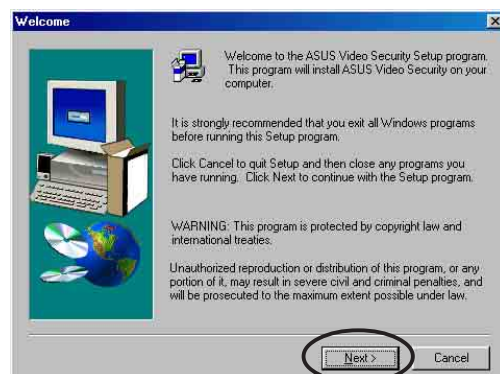 Welcome
Welcome to the ASUS Video Security Setup program.
This program will install ASUS Video Security on your
computer.
It is strongly recommended that you exit all Windows programs
before running this Setup program.
Click Cancel to quit Setup and then close any programs you
have running. Click Next to continue with the Setup program.
WARNING: This program is protected by copyright law and
international treaties.
Unauthorized reproduction or distribution of this program, or any
portion of it, may result in severe civil and criminal penalties, and
will be prosecuted to the maximum extent possible under law.
Next >
Cancel